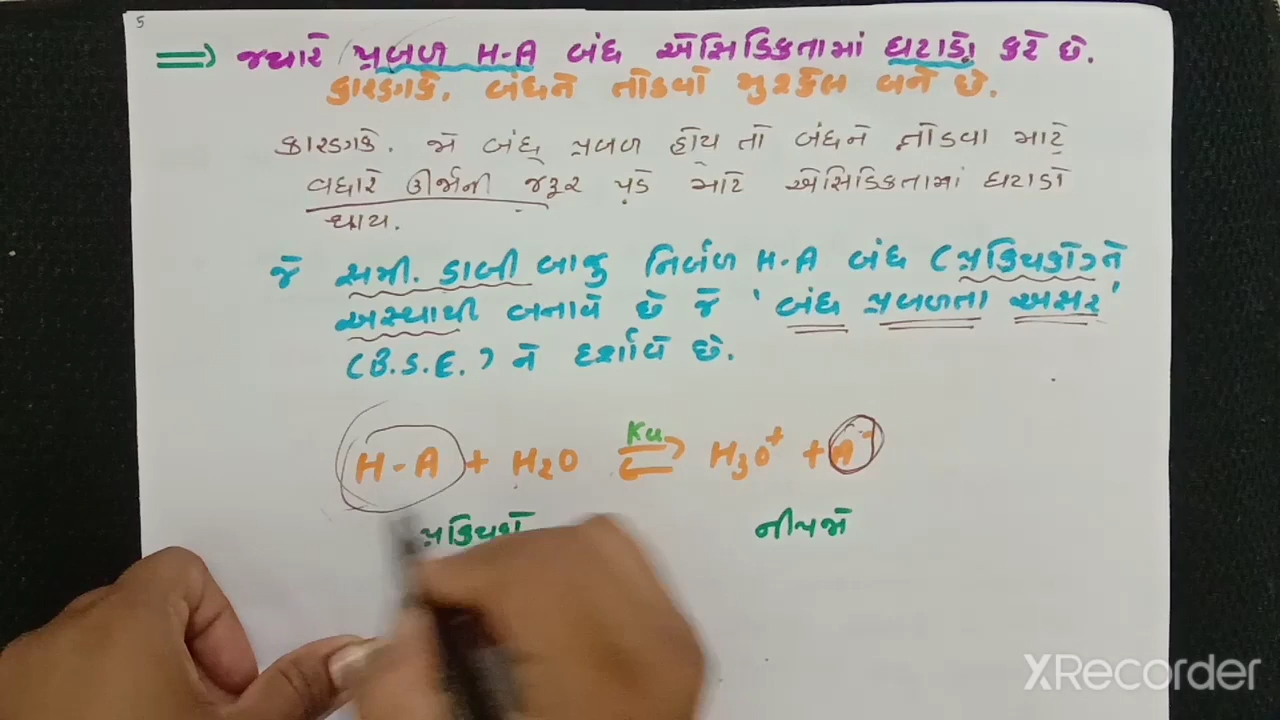 5
⇒ જ્યારે પ્રબળ H-A બંધ એસિડિકતામાં ઘટાડો કરે છે.
કારણકે, બંધને તોડવો મુશ્કેલ બને છે.
કારણકે, જો બંધ પ્રબળ હોય તો બંધને તોડવા માટે
વધારે ઊર્જાની જરૂર પડે માટે એસિડિકતામાં ઘટાડો
થાય.
જે સમી. ડાબી બાજુ નિર્બળ H-A બંધ (પ્રક્રિયકો) ને
અસ્થાયી બનાવે છે જે 'બંધ પ્રબળતા અસર'
(B.S.E.) ને દર્શાવે છે.
H-A + H₂O ⇌ Ka H₃O⁺ + A⁻
નીપજો
XRecorder